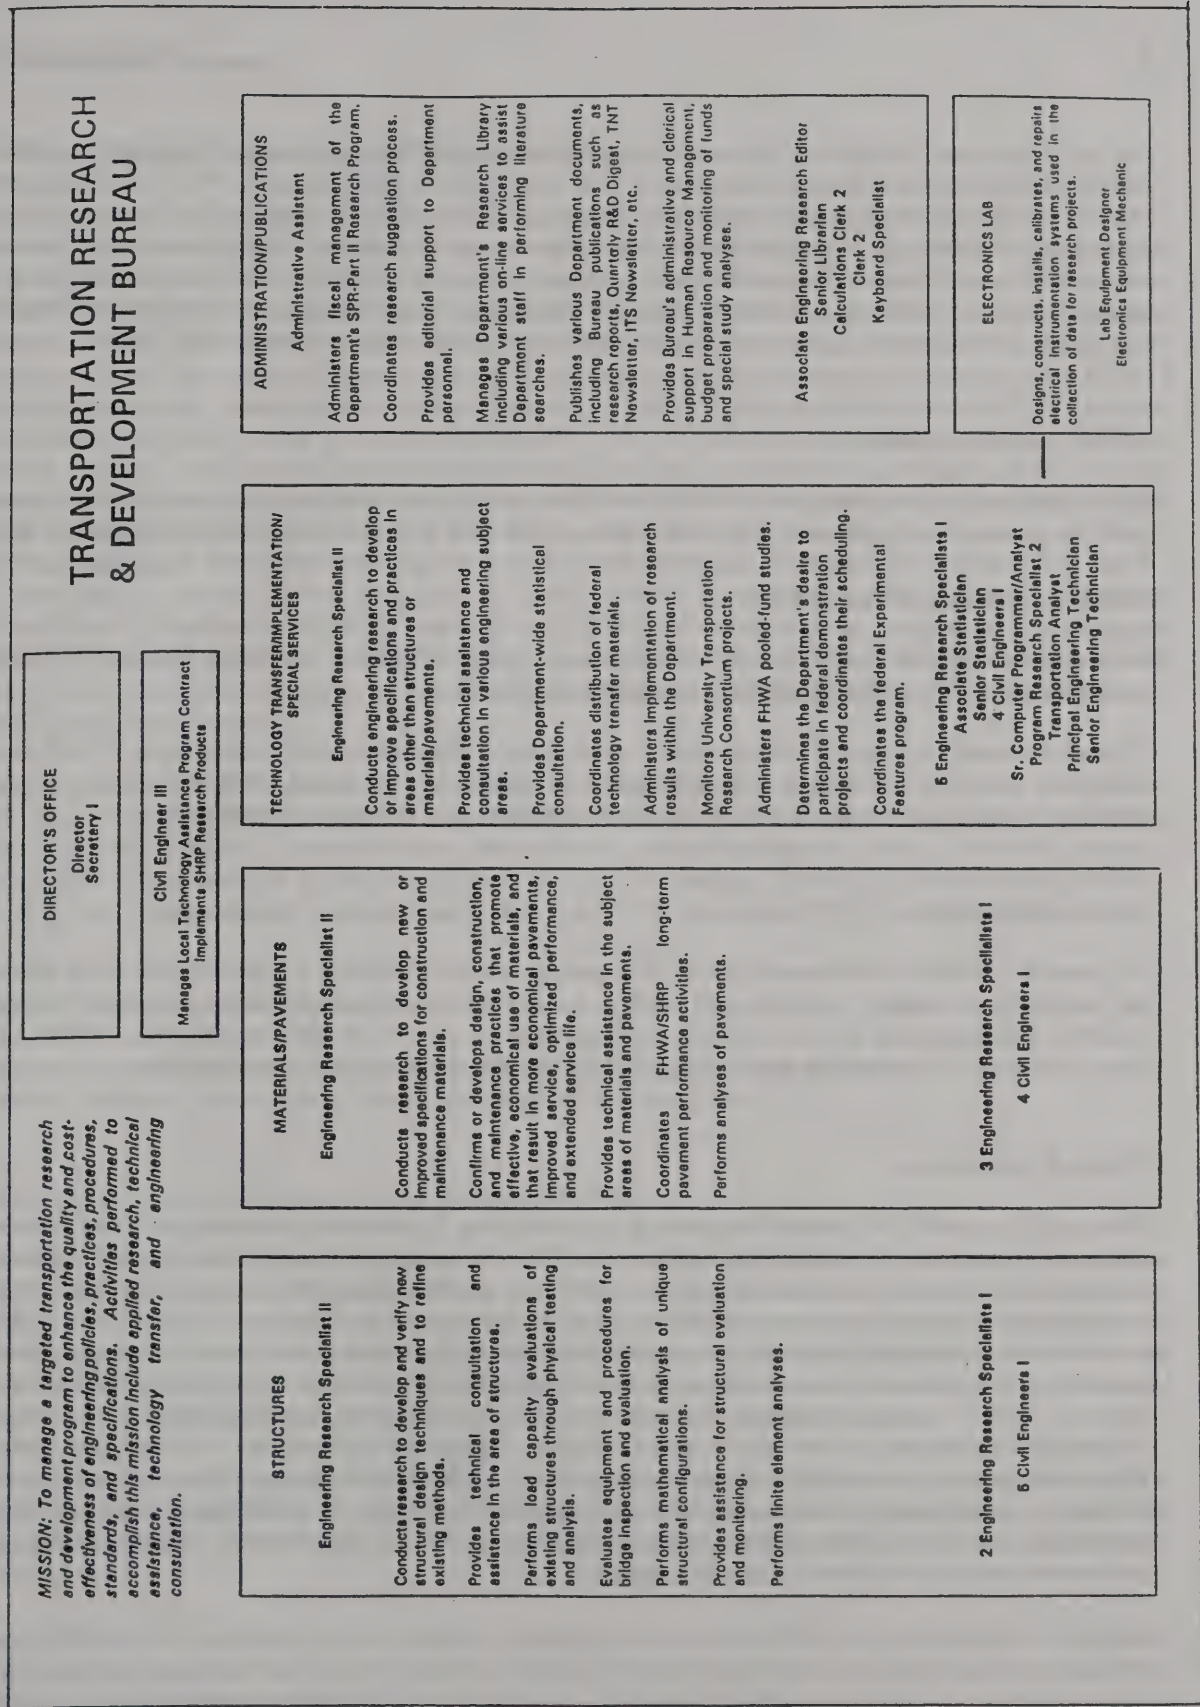 MISSION: To manage a targeted transportation research
and development program to enhance the quality and cost-
effectiveness of engineering policies, practices, procedures,
standards, and specifications. Activities performed to
accomplish this mission include applied research, technical
assistance, technology transfer, and engineering
consultation.
DIRECTOR'S OFFICE
Director
Secretary I
Civil Engineer III
Manages Local Technology Assistance Program Contract
Implements SHRP Research Products
TRANSPORTATION RESEARCH
& DEVELOPMENT BUREAU
STRUCTURES
Engineering Research Specialist II
Conducts research to develop and verify new
structural design techniques and to refine
existing methods.
Provides technical consultation and
assistance in the area of structures.
Performs load capacity evaluations of
existing structures through physical testing
and analysis.
Evaluates equipment and procedures for
bridge inspection and evaluation.
Performs mathematical analysis of unique
structural configurations.
Provides assistance for structural evaluation
and monitoring.
Performs finite element analyses.
2 Engineering Research Specialists I
5 Civil Engineers I
MATERIALS/PAVEMENTS
Engineering Research Specialist II
Conducts research to develop new or
improved specifications for construction and
maintenance materials.
Confirms or develops design, construction,
and maintenance practices that promote
effective, economical use of materials, and
that result in more economical pavements,
improved service, optimized performance,
and extended service life.
Provides technical assistance in the subject
areas of materials and pavements.
Coordinates FHWA/SHRP long-term
pavement performance activities.
Performs analyses of pavements.
3 Engineering Research Specialists I
4 Civil Engineers I
TECHNOLOGY TRANSFER/IMPLEMENTATION/
SPECIAL SERVICES
Engineering Research Specialist II
Conducts engineering research to develop
or improve specifications and practices in
areas other than structures or
materials/pavements.
Provides technical assistance and
consultation in various engineering subject
areas.
Provides Department-wide statistical
consultation.
Coordinates distribution of federal
technology transfer materials.
Administers Implementation of research
results within the Department.
Monitors University Transportation
Research Consortium projects.
Administers FHWA pooled-fund studies.
Determines the Department's desire to
participate in federal demonstration
projects and coordinates their scheduling.
Coordinates the federal Experimental
Features program.
5 Engineering Research Specialists I
Associate Statistician
Senior Statistician
4 Civil Engineers I
Sr. Computer Programmer/Analyst
Program Research Specialist 2
Transportation Analyst
Principal Engineering Technician
Senior Engineering Technician
ADMINISTRATION/PUBLICATIONS
Administrative Assistant
Administers fiscal management of the
Department's SPR-Part II Research Program.
Coordinates research suggestion process.
Provides editorial support to Department
personnel.
Manages Department's Research Library
including various on-line services to assist
Department staff in performing literature
searches.
Publishes various Department documents,
including Bureau publications such as
research reports, Quarterly R&D Digest, TNT
Newsletter, ITS Newsletter, etc.
Provides Bureau's administrative and clerical
support in Human Resource Management,
budget preparation and monitoring of funds
and special study analyses.
Associate Engineering Research Editor
Senior Librarian
Calculations Clerk 2
Clerk 2
Keyboard Specialist
ELECTRONICS LAB
Designs, constructs, installs, calibrates, and repairs
electrical instrumentation systems used in the
collection of data for research projects.
Lab Equipment Designer
Electronics Equipment Mechanic